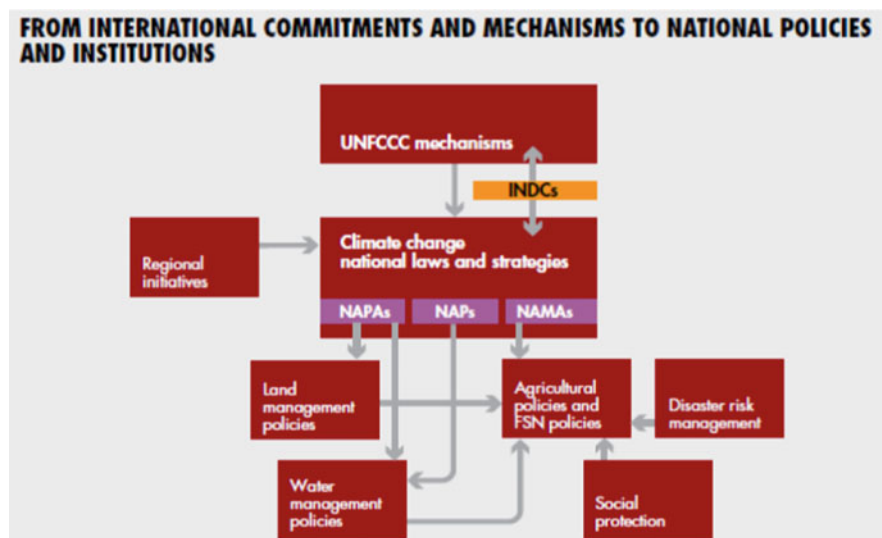 FROM INTERNATIONAL COMMITMENTS AND MECHANISMS TO NATIONAL POLICIES
AND INSTITUTIONS
UNFCCC mechanisms
INDCs
Regional
initiatives
Climate change
national laws and strategies
NAPAs
NAPs
NAMAs
Land
management
policies
Agricultural
policies and
FSN policies
Disaster risk
management
Water
management
policies
Social
protection